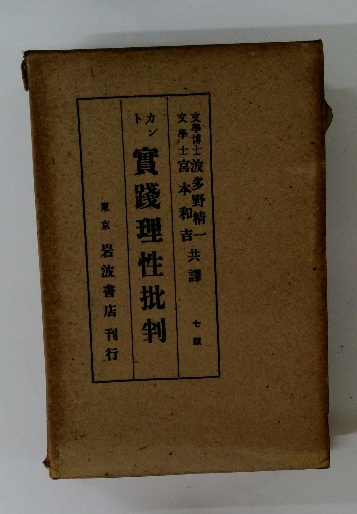 文學博士 波多野精一
文學士 宮本和吉
共譯
七版
カント
實踐理性批判
東京 岩波書店刊行